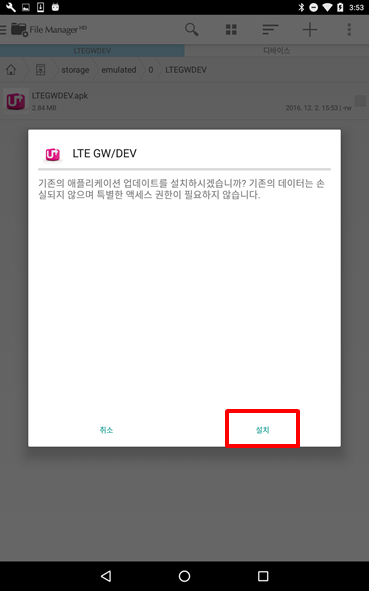 3:53
File Manager HD
LTEGWDEV
디바이스
storage
emulated
0
LTEGWDEV
U+
LTEGWDEV.apk
2.84 MB
2016. 12. 2. 15:53 | rw
LTE GW/DEV
기존의 애플리케이션 업데이트를 설치하시겠습니까? 기존의 데이터는 손
실되지 않으며 특별한 액세스 권한이 필요하지 않습니다.
취소
설치